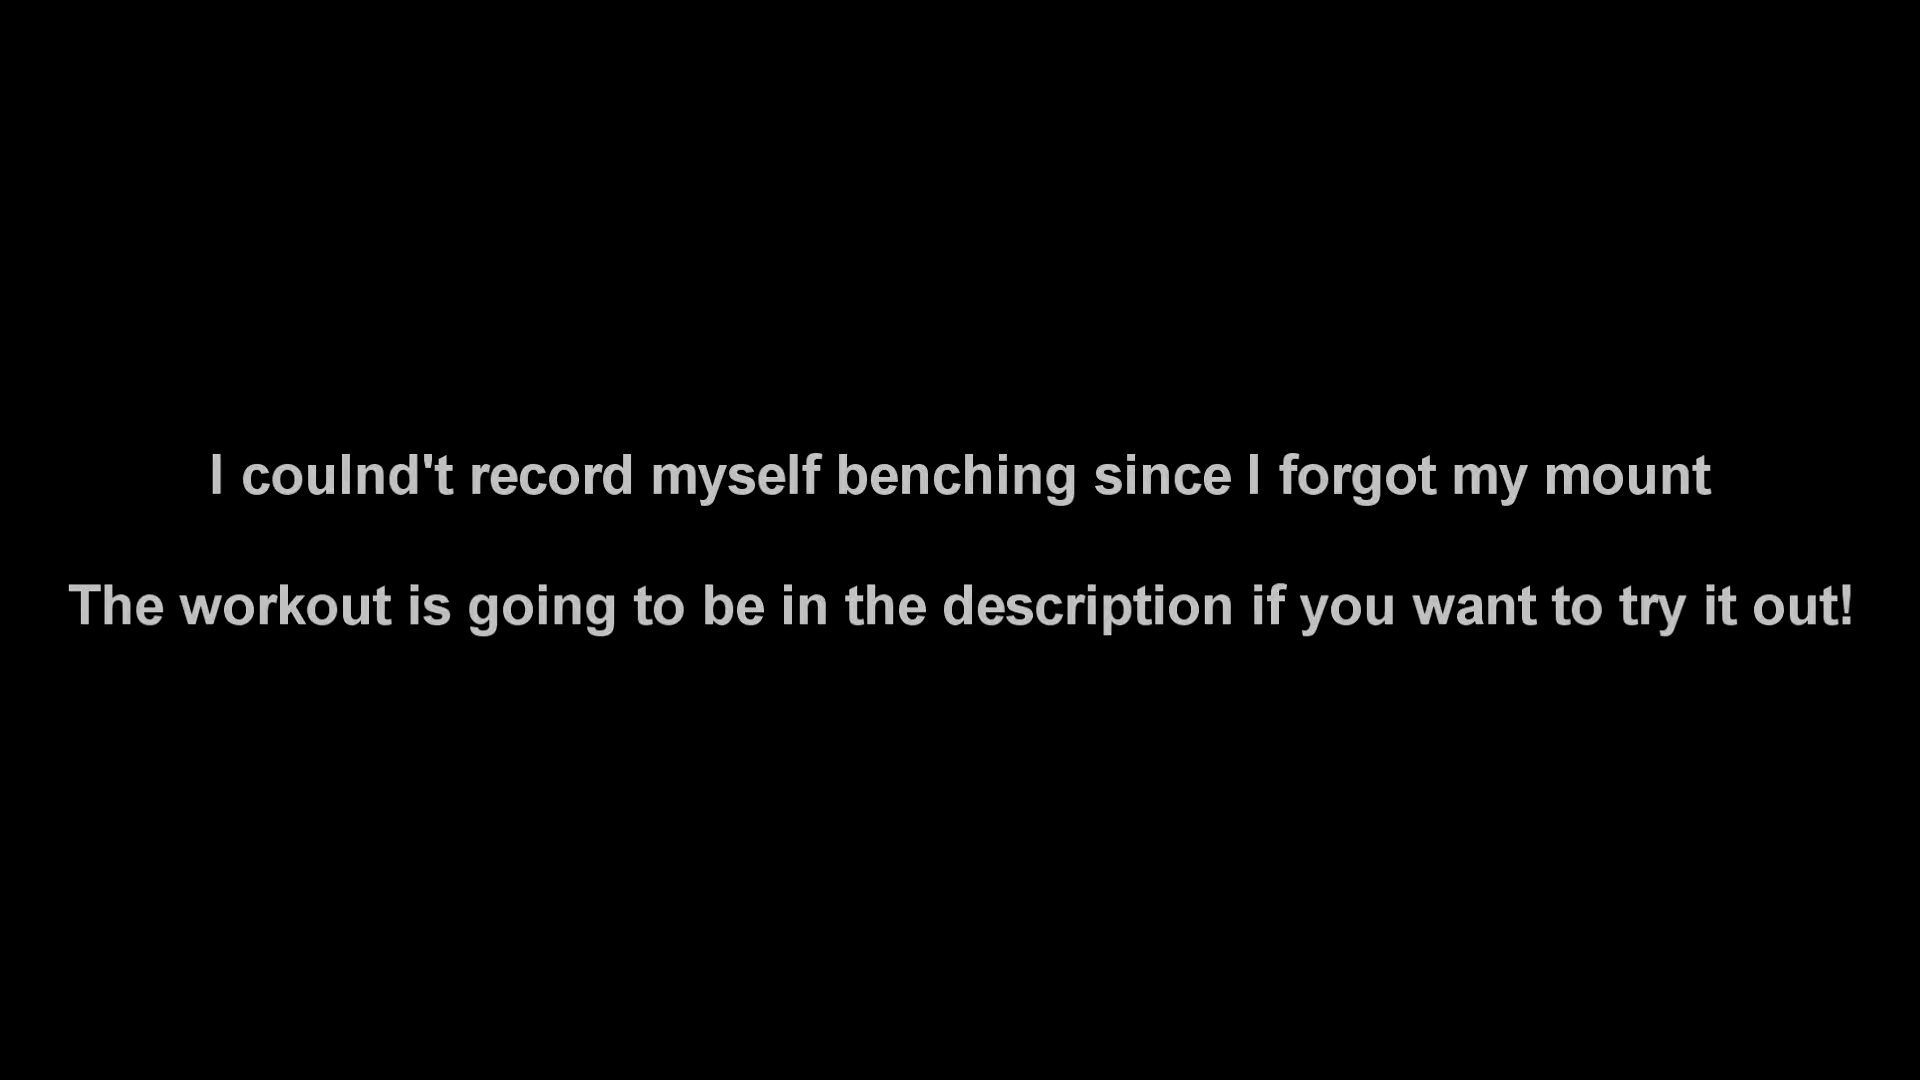 I coulnd't record myself benching since I forgot my mount
The workout is going to be in the description if you want to try it out!